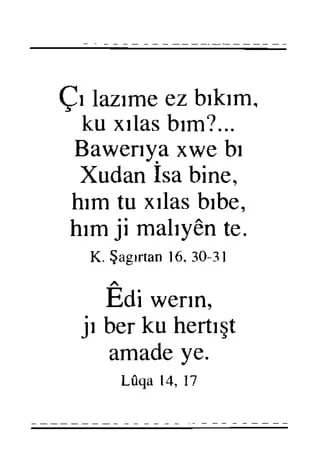 Çı lazıme ez bıkım,
ku xılas bım?...
Bawerıya xwe bı
Xudan İsa bine,
hım tu xılas bıbe,
hım ji malıyên te.
K. Şagırtan 16, 30-31
Êdi werın,
jı ber ku hertışt
amade ye.
Lûqa 14, 17